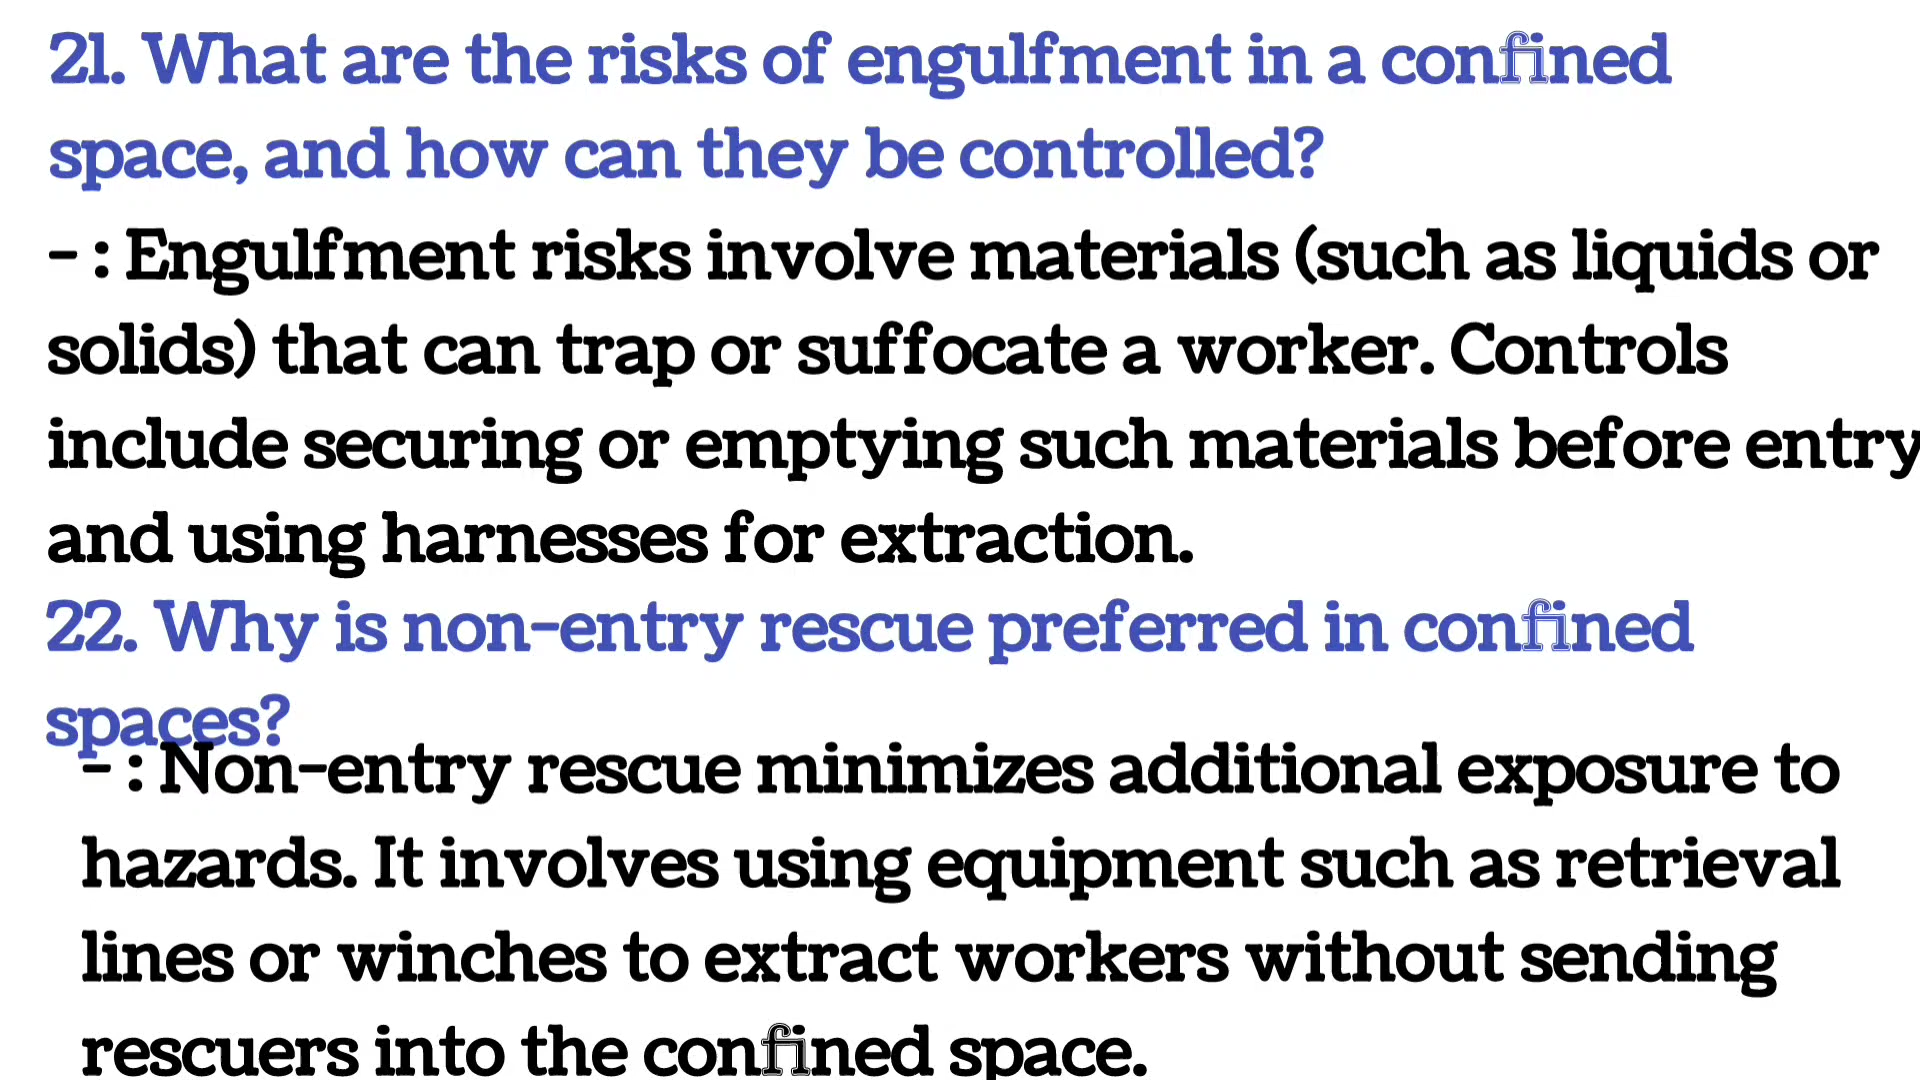 21. What are the risks of engulfment in a confined
space, and how can they be controlled?
- : Engulfment risks involve materials (such as liquids or
solids) that can trap or suffocate a worker. Controls
include securing or emptying such materials before entry
and using harnesses for extraction.
22. Why is non-entry rescue preferred in confined
spaces?
- : Non-entry rescue minimizes additional exposure to
hazards. It involves using equipment such as retrieval
lines or winches to extract workers without sending
rescuers into the confined space.